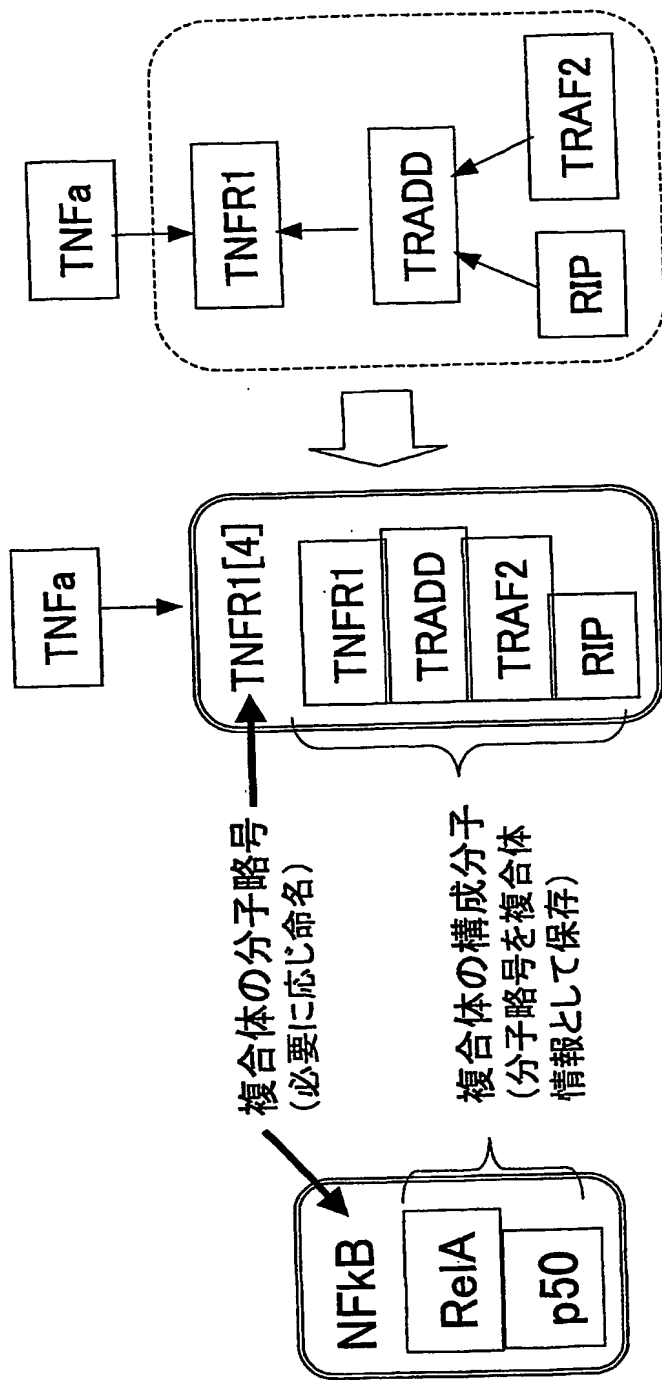 NFkB
RelA
p50
複合体の分子略号
(必要に応じ命名)
複合体の構成分子
(分子略号を複合体
情報として保存)
TNFa
TNFR1[4]
TNFR1
TRADD
TRAF2
RIP
TNFa
TNFR1
TRADD
RIP
TRAF2